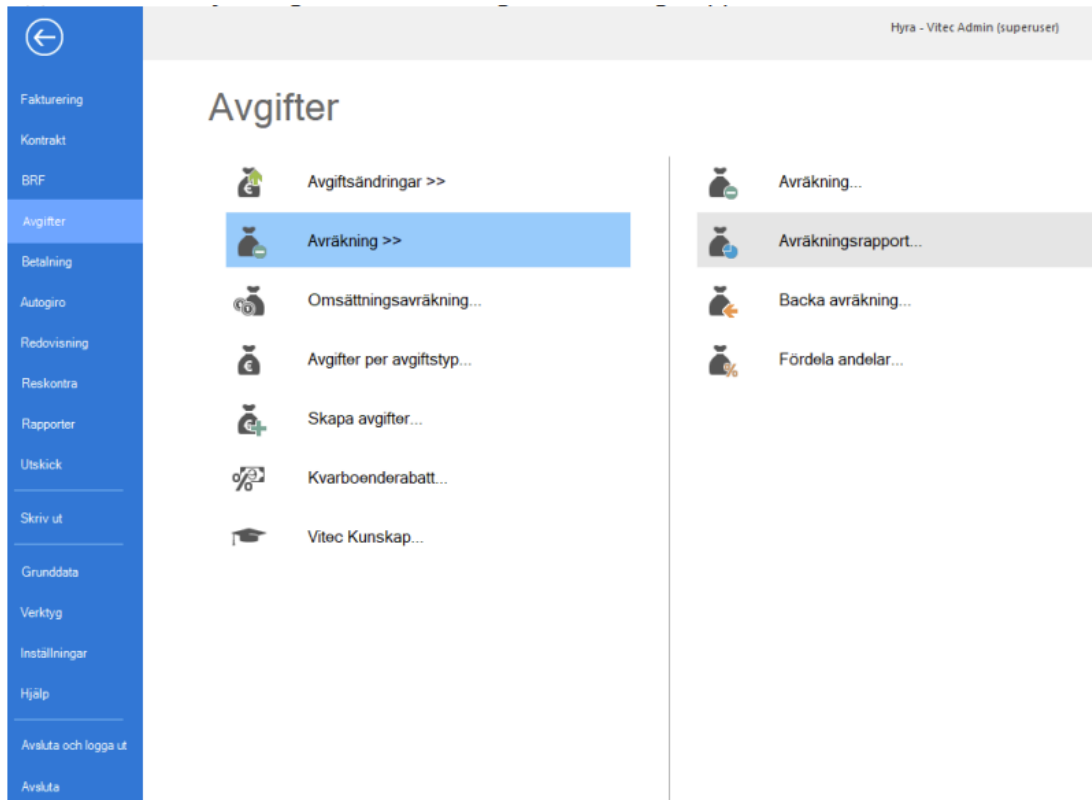 Hyra - Vitec Admin (superuser)
Fakturering
Kontrakt
BRF
Avgifter
Betalning
Autogiro
Redovisning
Reskontra
Rapporter
Utskick
Skriv ut
Grunddata
Verktyg
Inställningar
Hjälp
Avsluta och logga ut
Avsluta
Avgifter
Avgiftsändringar >>
Avräkning >>
Omsättningsavräkning...
Avgifter per avgiftstyp...
Skapa avgifter...
Kvarboenderabatt...
Vitec Kunskap...
Avräkning...
Avräkningsrapport...
Backa avräkning...
Fördela andelar...